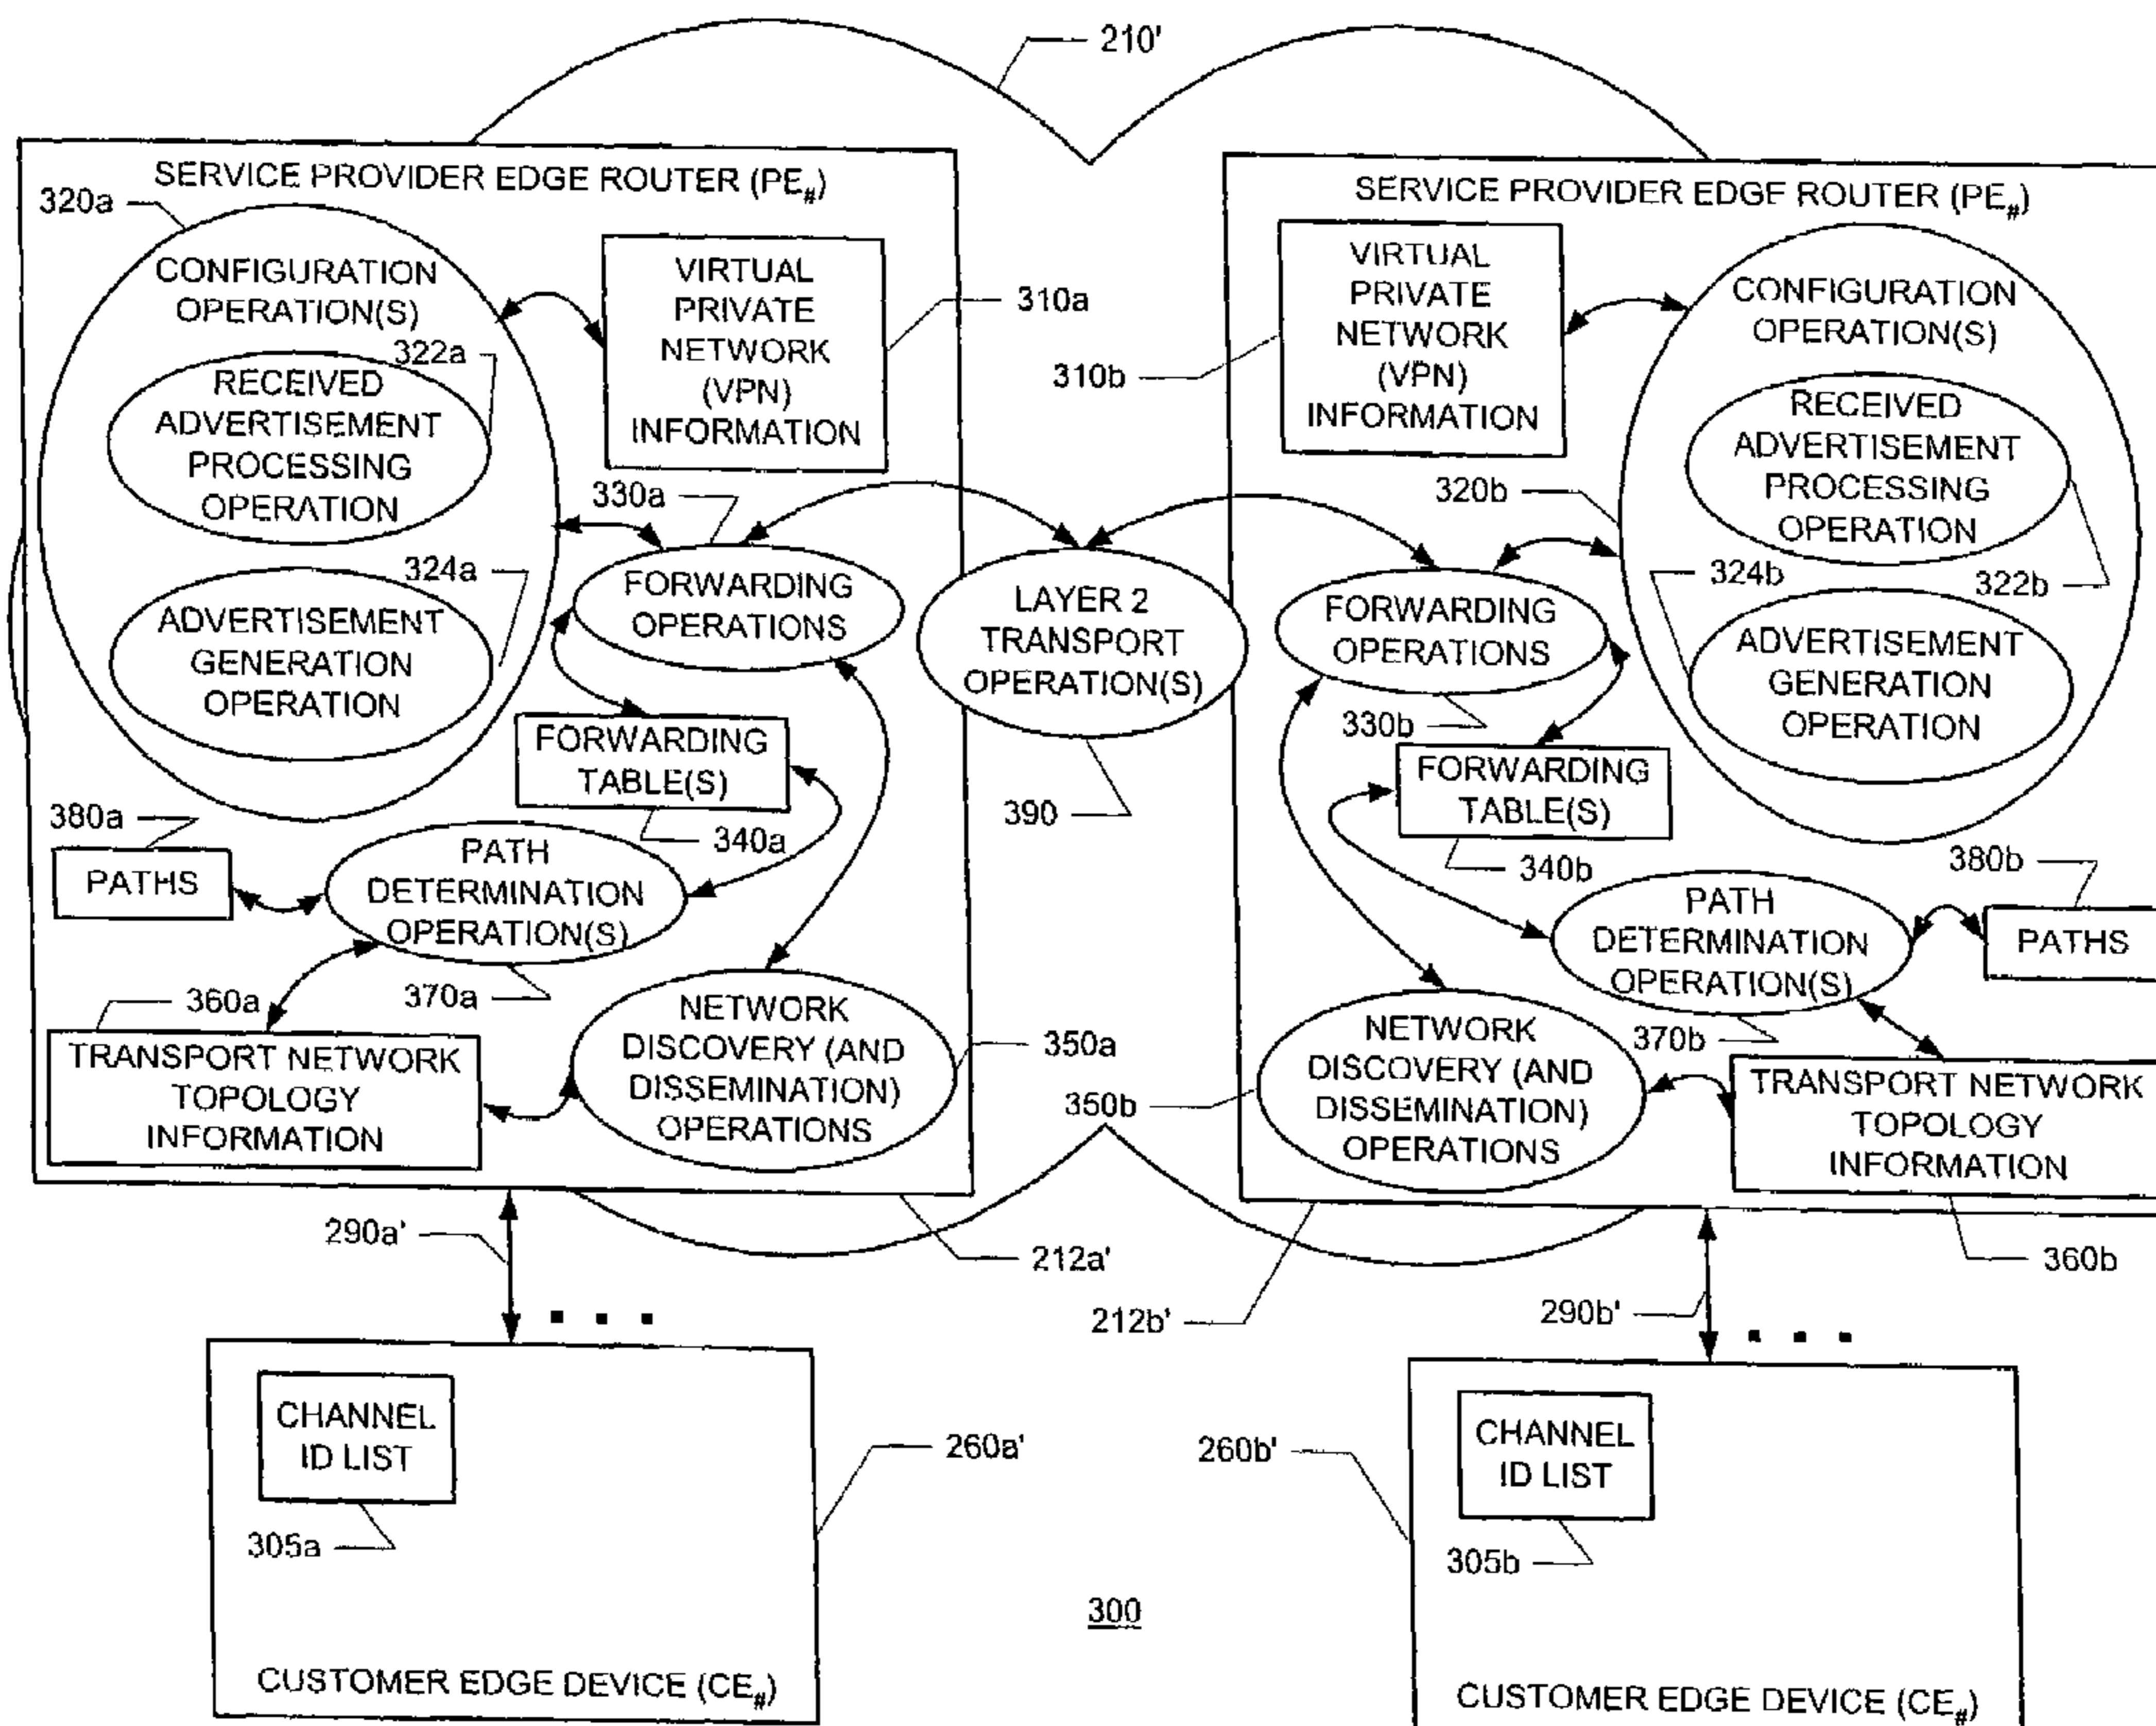 210'
SERVICE PROVIDER EDGE ROUTER (PE#)
320a
CONFIGURATION
OPERATION(S)
322a
RECEIVED
ADVERTISEMENT
PROCESSING
OPERATION
324a
ADVERTISEMENT
GENERATION
OPERATION
VIRTUAL
PRIVATE
NETWORK
(VPN)
INFORMATION
310a
330a
FORWARDING
OPERATIONS
FORWARDING
TABLE(S)
340a
380a
PATHS
PATH
DETERMINATION
OPERATION(S)
370a
360a
TRANSPORT NETWORK
TOPOLOGY
INFORMATION
NETWORK
DISCOVERY (AND
DISSEMINATION)
OPERATIONS
350a
LAYER 2
TRANSPORT
OPERATION(S)
390
SERVICE PROVIDER EDGE ROUTER (PE#)
VIRTUAL
PRIVATE
NETWORK
(VPN)
INFORMATION
310b
320b
CONFIGURATION
OPERATION(S)
RECEIVED
ADVERTISEMENT
PROCESSING
OPERATION
322b
324b
ADVERTISEMENT
GENERATION
OPERATION
FORWARDING
OPERATIONS
330b
FORWARDING
TABLE(S)
340b
380b
PATH
DETERMINATION
OPERATION(S)
PATHS
370b
NETWORK
DISCOVERY (AND
DISSEMINATION)
OPERATIONS
350b
TRANSPORT NETWORK
TOPOLOGY
INFORMATION
360b
290a'
212a'
212b'
290b'
CHANNEL
ID LIST
305a
260a'
CUSTOMER EDGE DEVICE (CE#)
260b'
CHANNEL
ID LIST
305b
CUSTOMER EDGE DEVICE (CE#)
300